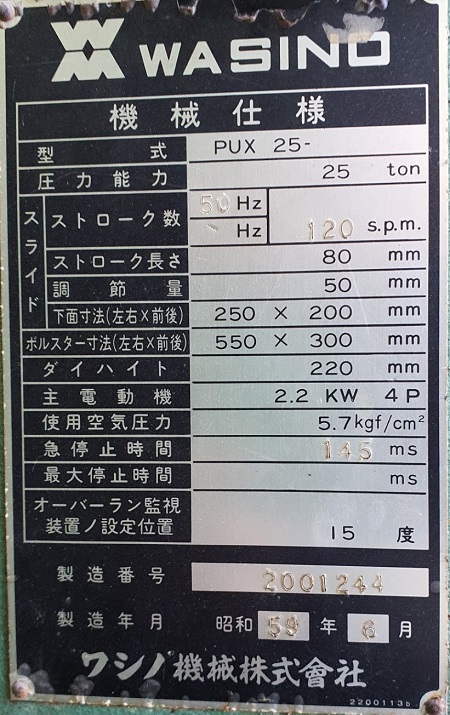 WASINO
機械仕様
型式 PUX 25-
圧力能力 25 ton
スライド
ストローク数 50 Hz
Hz 120 s.p.m.
ストローク長さ 80 mm
調節量 50 mm
下面寸法(左右×前後) 250 × 200 mm
ボルスター寸法(左右×前後) 550 × 300 mm
ダイハイト 220 mm
主電動機 2.2 KW 4P
使用空気圧力 5.7kgf/cm²
急停止時間 145 ms
最大停止時間 ms
オーバーラン監視
装置ノ設定位置 15 度
製造番号 2001244
製造年月 昭和 59 年 6 月
ワシノ機械株式會社
2200113b